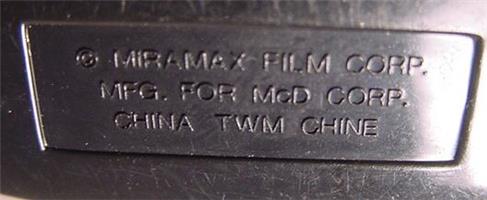 © MIRAMAX FILM CORP.
MFG. FOR McD CORP.
CHINA TWM CHINE